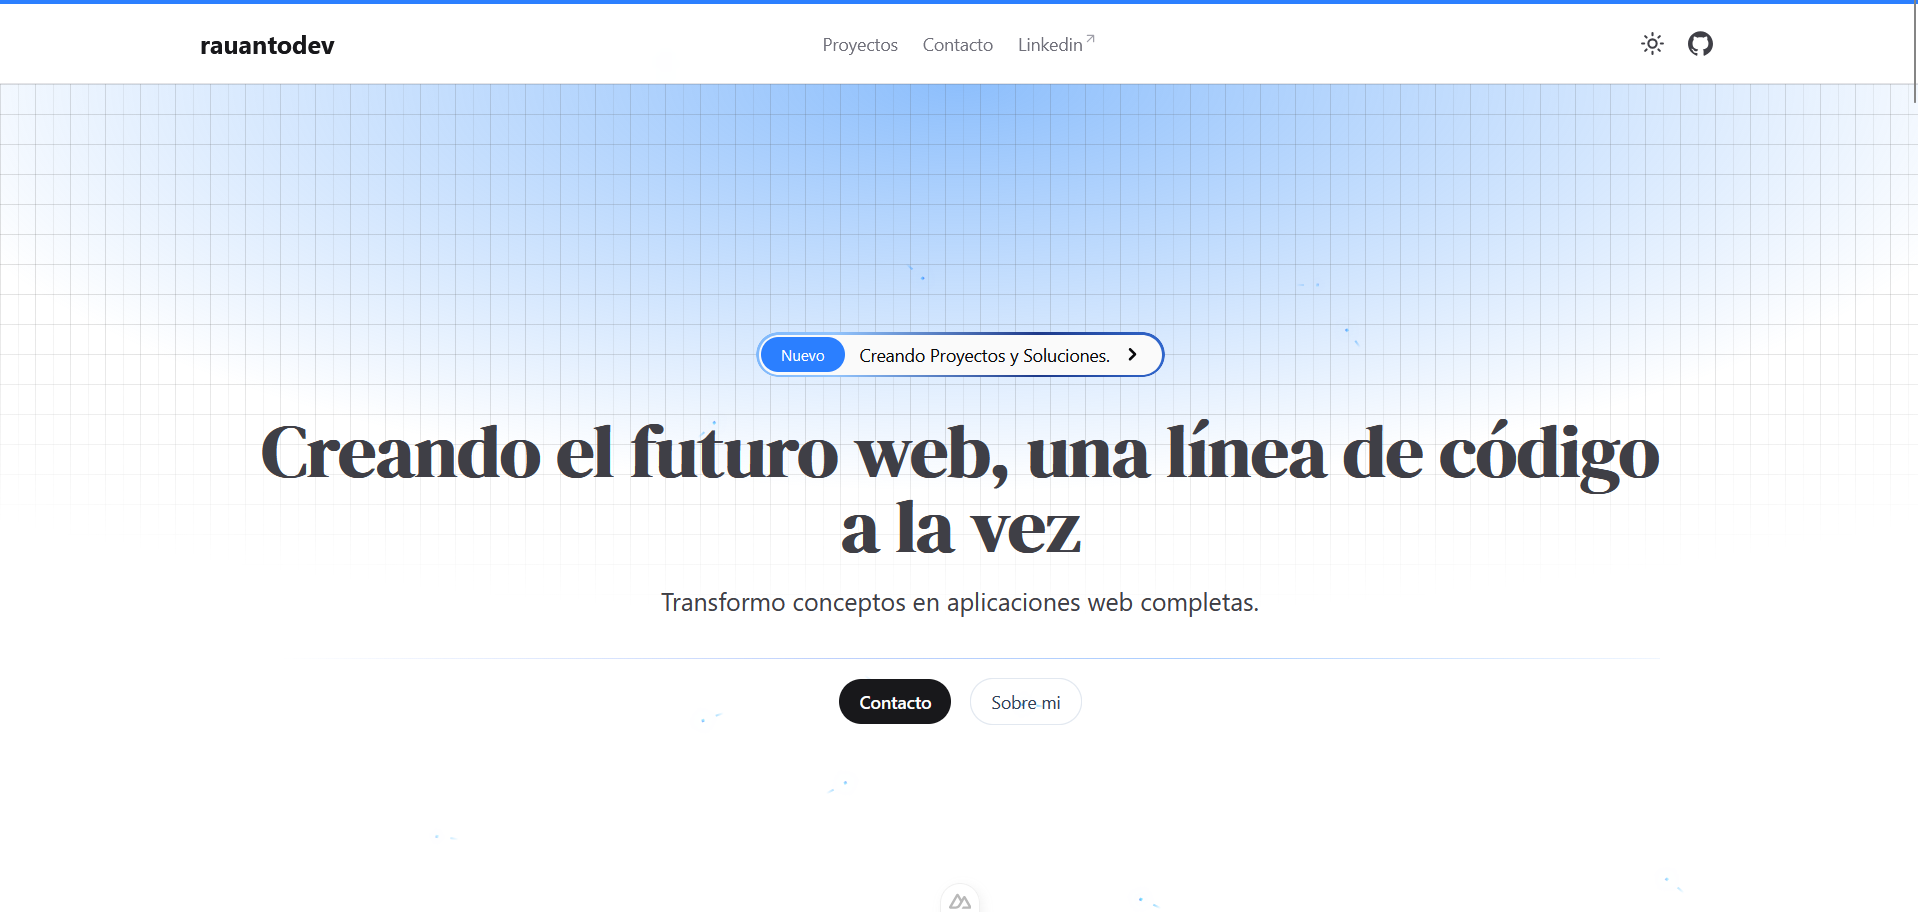 rauantodev
Proyectos
Contacto
Linkedin
Nuevo
Creando Proyectos y Soluciones.
Creando el futuro web, una línea de código
a la vez
Transformo conceptos en aplicaciones web completas.
Contacto
Sobre mi